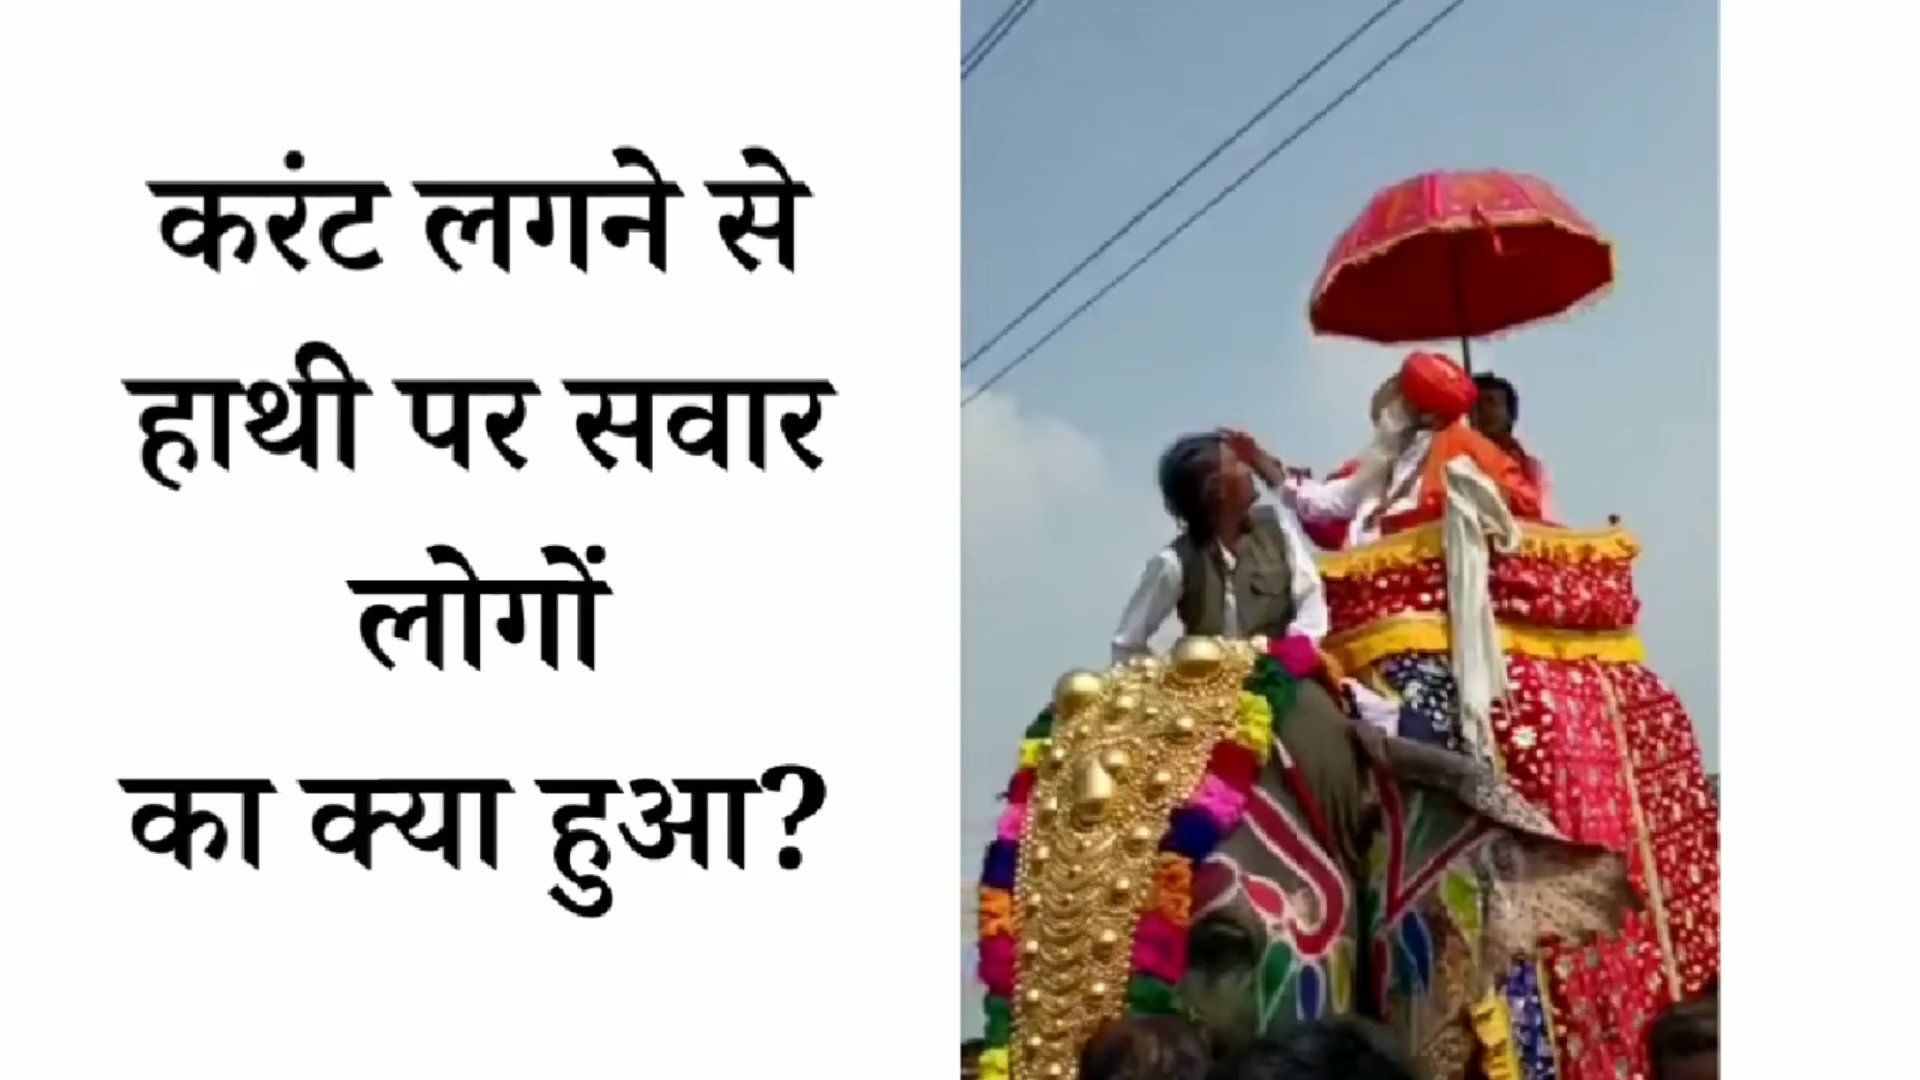 करंट लगने से
हाथी पर सवार
लोगों
का क्या हुआ?